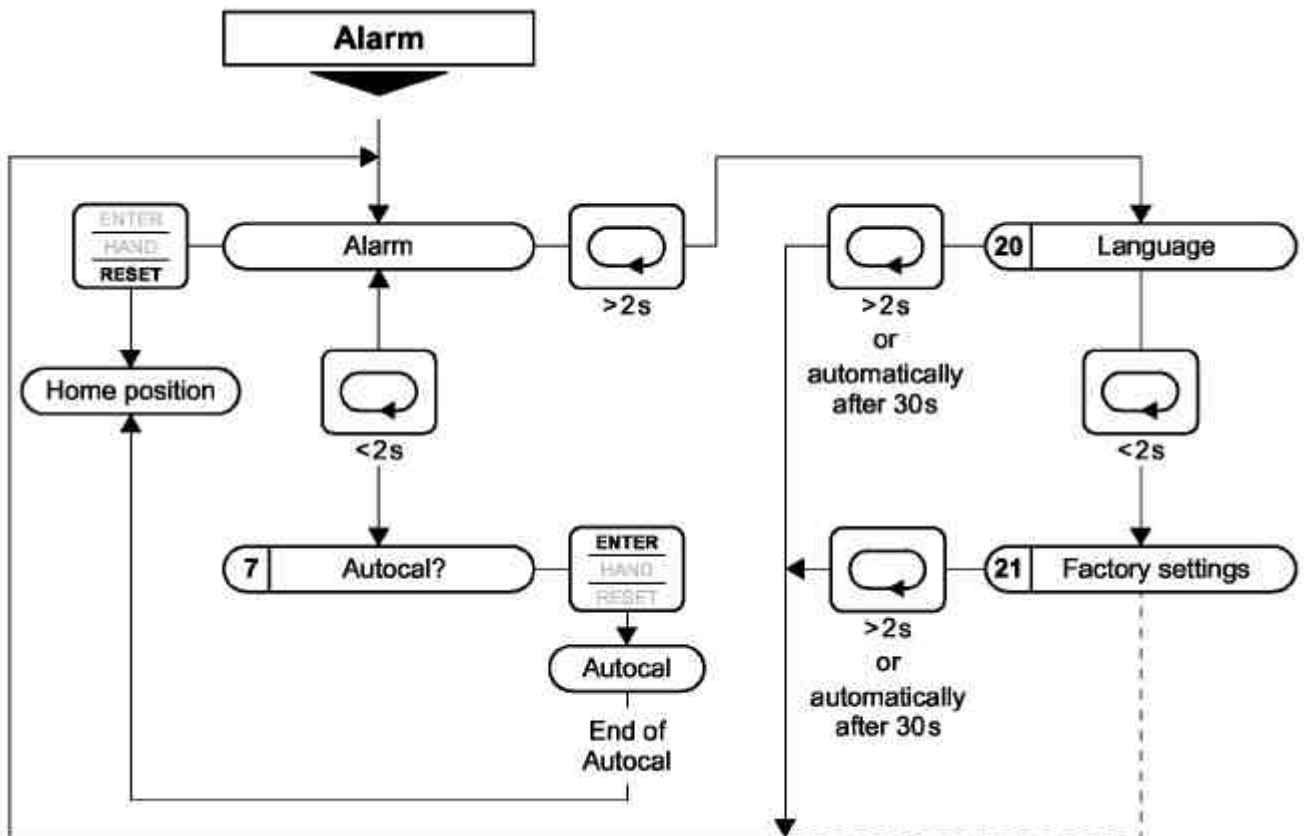 Alarm
ENTER
HAND
RESET
Alarm
>2s
>2s
or
automatically
after 30s
20 Language
Home position
<2s
<2s
7 Autocal?
ENTER
HAND
RESET
>2s
or
automatically
after 30s
21 Factory settings
Autocal
End of
Autocal